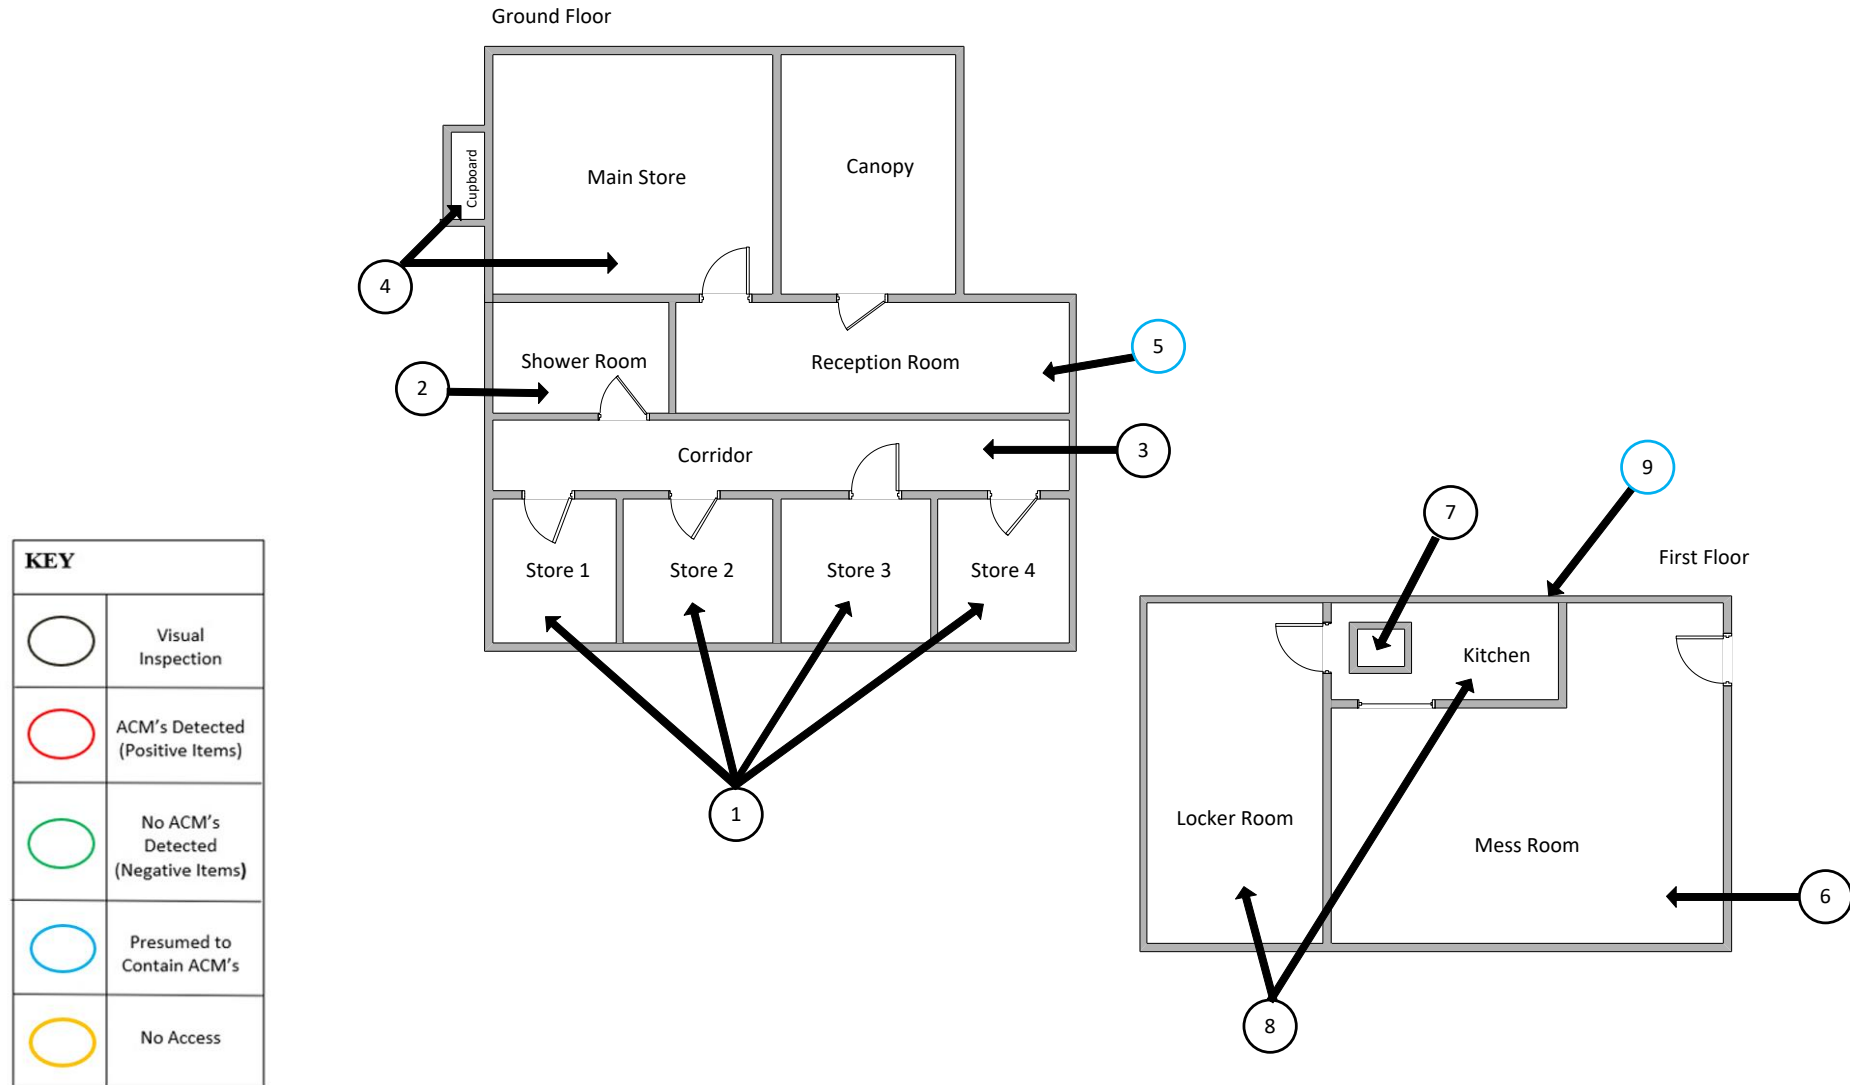 Ground Floor
Cupboard
Main Store
Canopy
4
Shower Room
Reception Room
5
2
Corridor
3
Store 1
Store 2
Store 3
Store 4
1
9
7
First Floor
Kitchen
Locker Room
Mess Room
6
8
KEY
Visual
Inspection
ACM's Detected
(Positive Items)
No ACM's
Detected
(Negative Items)
Presumed to
Contain ACM's
No Access